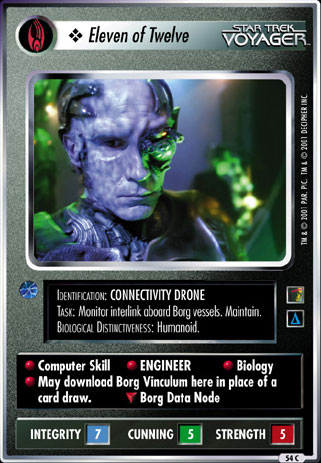 ❖ Eleven of Twelve
STAR TREK
VOYAGER™
TM & © 2001 PAR. PIC. TM & © 2001 DECIPHER INC.
IDENTIFICATION: CONNECTIVITY DRONE
TASK: Monitor interlink aboard Borg vessels. Maintain.
BIOLOGICAL DISTINCTIVENESS: Humanoid.
Computer Skill ENGINEER Biology
May download Borg Vinculum here in place of a
card draw. Borg Data Node
INTEGRITY 7 CUNNING 5 STRENGTH 5
54 C